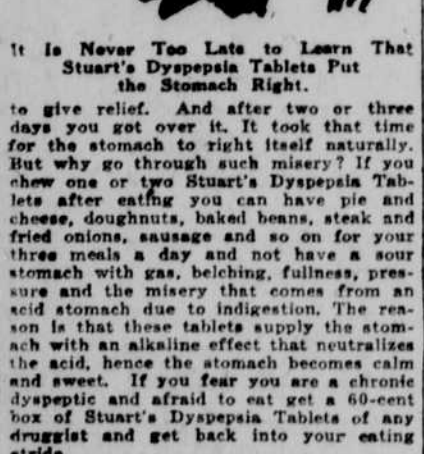 It Is Never Too Late to Learn That
Stuart's Dyspepsia Tablets Put
the Stomach Right.
to give relief. And after two or three
days you got over it. It took that time
for the stomach to right itself naturally.
But why go through such misery? If you
chew one or two Stuart's Dyspepsia Tab-
lets after eating you can have pie and
cheese, doughnuts, baked beans, steak and
fried onions, sausage and so on for your
three meals a day and not have a sour
stomach with gas, belching, fullness, pres-
sure and the misery that comes from an
acid stomach due to indigestion. The rea-
son is that these tablets supply the stom-
ach with an alkaline effect that neutralizes
the acid, hence the stomach becomes calm
and sweet. If you fear you are a chronic
dyspeptic and afraid to eat get a 60-cent
box of Stuart's Dyspepsia Tablets of any
druggist and get back into your eating
stride.